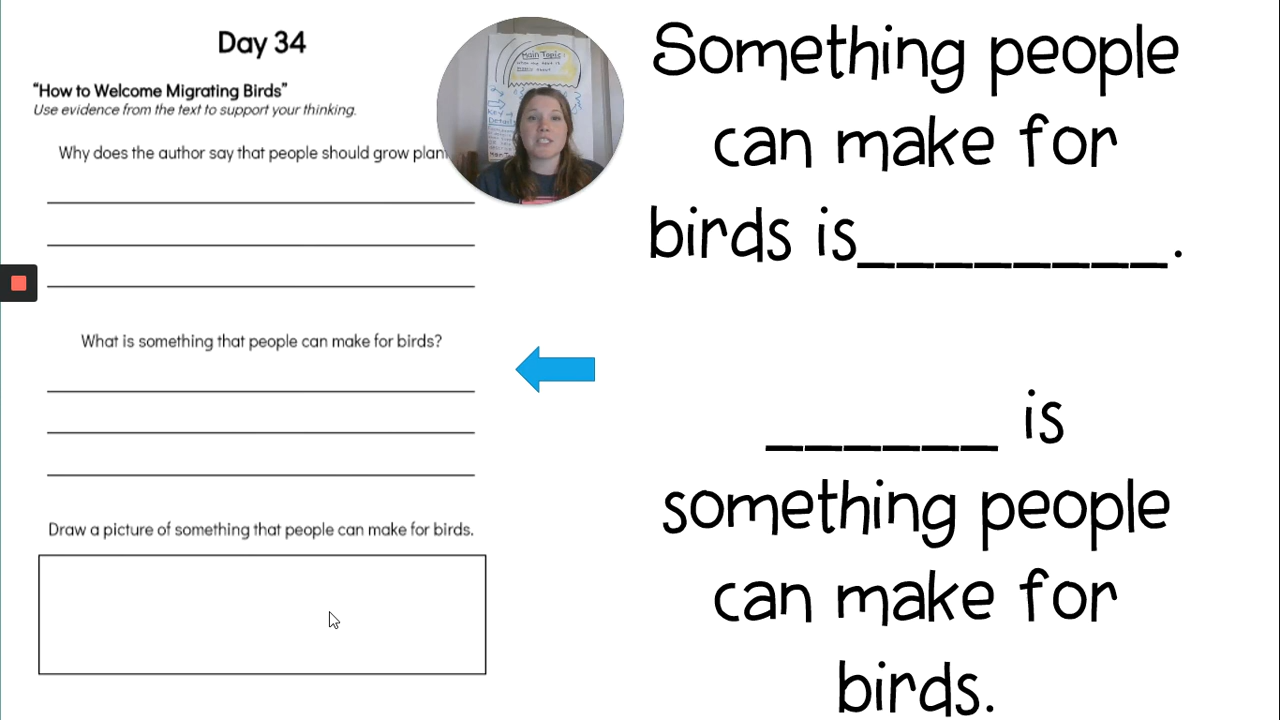 Day 34
"How to Welcome Migrating Birds"
Use evidence from the text to support your thinking.
Why does the author say that people should grow
What is something that people can make for birds?
Draw a picture of something that people can make for birds.
Main Topic
Something people
can make for
birds is________.
______ is
something people
can make for
birds.